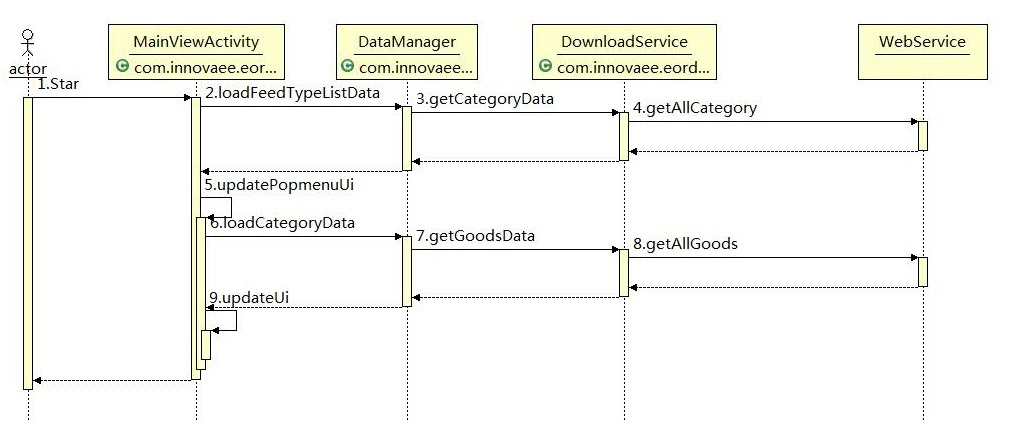 MainViewActivity
com.innovaee.eor...
DataManager
com.innovaee...
DownloadService
com.innovaee.eord...
WebService
actor
1.Star
2.loadFeedTypeListData
3.getCategoryData
4.getAllCategory
5.updatePopmenuUi
6.loadCategoryData
7.getGoodsData
8.getAllGoods
9.updateUi